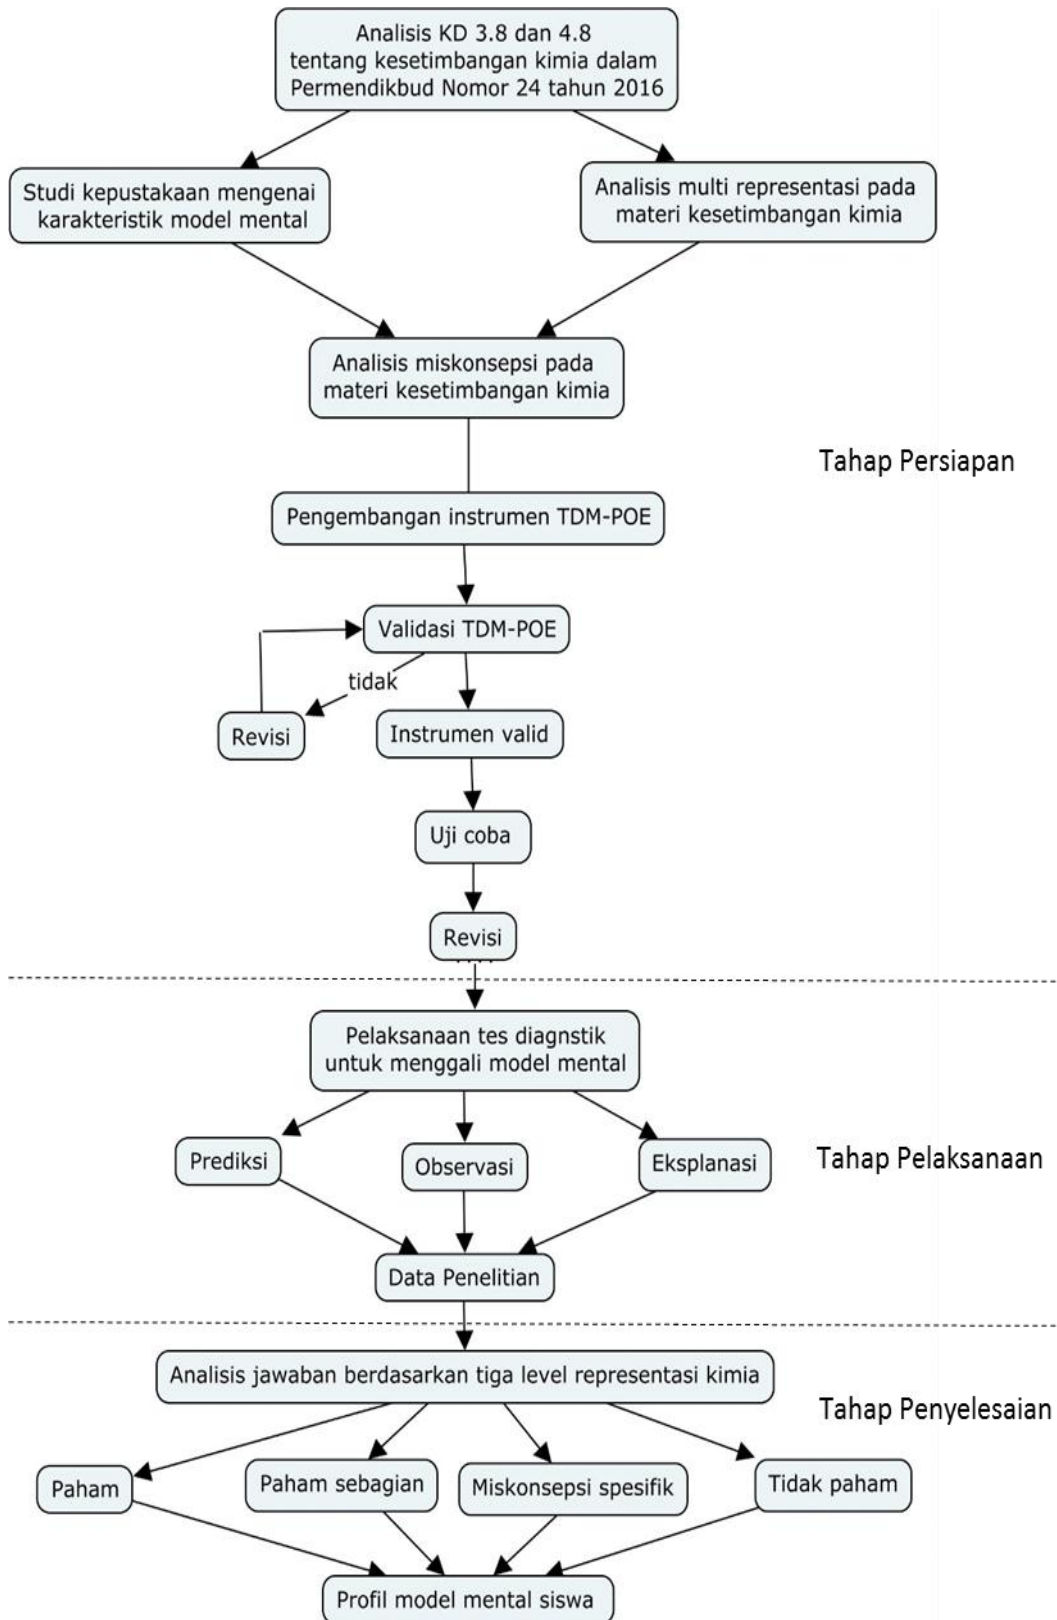 Analisis KD 3.8 dan 4.8
tentang kesetimbangan kimia dalam
Permendikbud Nomor 24 tahun 2016
Studi kepustakaan mengenai
karakteristik model mental
Analisis multi representasi pada
materi kesetimbangan kimia
Analisis miskonsepsi pada
materi kesetimbangan kimia
Tahap Persiapan
Pengembangan instrumen TDM-POE
Validasi TDM-POE
tidak
Revisi
Instrumen valid
Uji coba
Revisi
Pelaksanaan tes diagnstik
untuk menggali model mental
Prediksi
Observasi
Eksplanasi
Tahap Pelaksanaan
Data Penelitian
Analisis jawaban berdasarkan tiga level representasi kimia
Tahap Penyelesaian
Paham
Paham sebagian
Miskonsepsi spesifik
Tidak paham
Profil model mental siswa